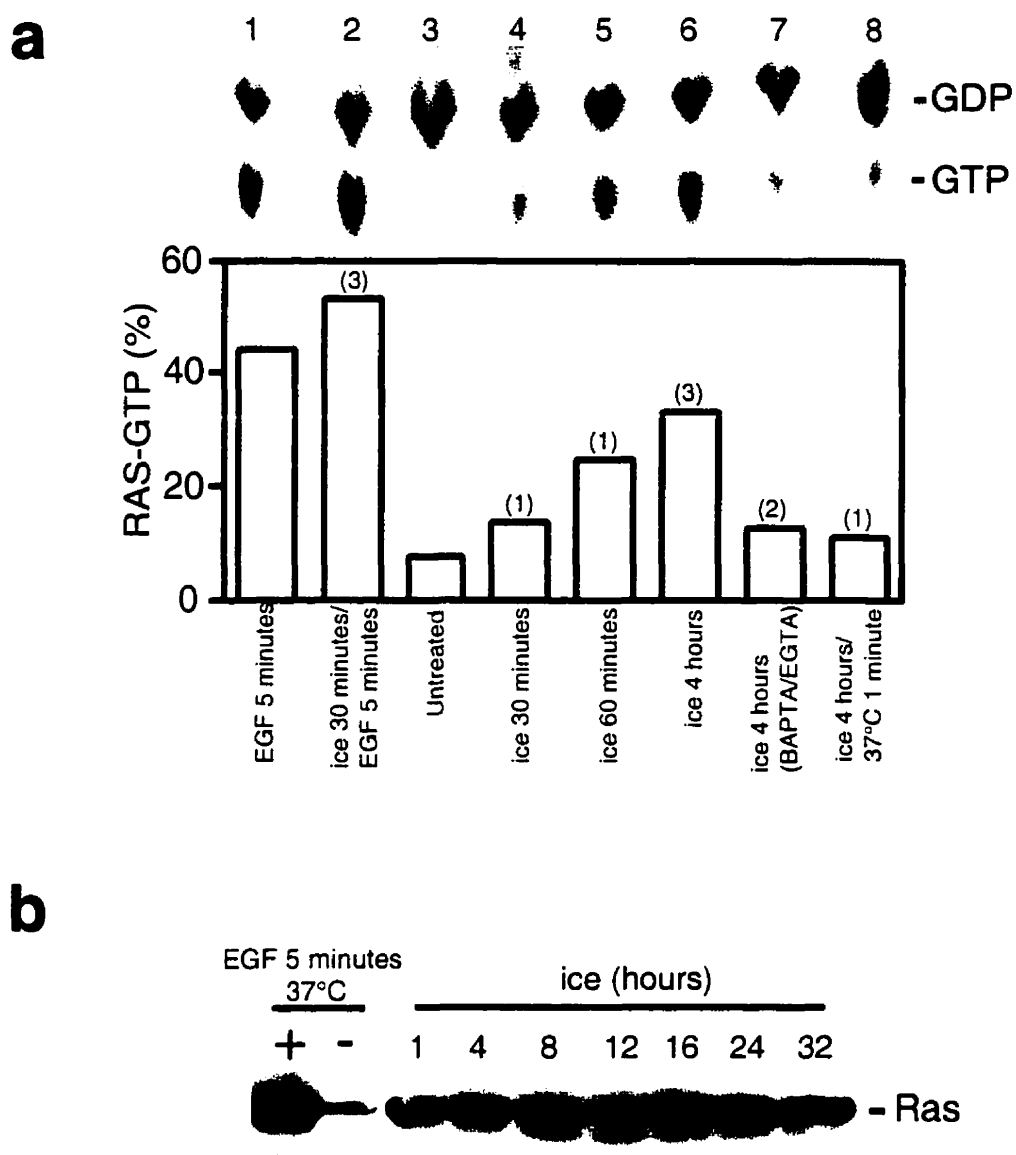 a
1 2 3 4 5 6 7 8
-GDP
-GTP
RAS-GTP (%)
60
40
20
0
(3)
(1)
(1)
(3)
(2)
(1)
EGF 5 minutes
ice 30 minutes/
EGF 5 minutes
Untreated
ice 30 minutes
ice 60 minutes
ice 4 hours
ice 4 hours
(BAPTA/EGTA)
ice 4 hours/
37°C 1 minute
b
EGF 5 minutes
37°C
ice (hours)
+ - 1 4 8 12 16 24 32
- Ras